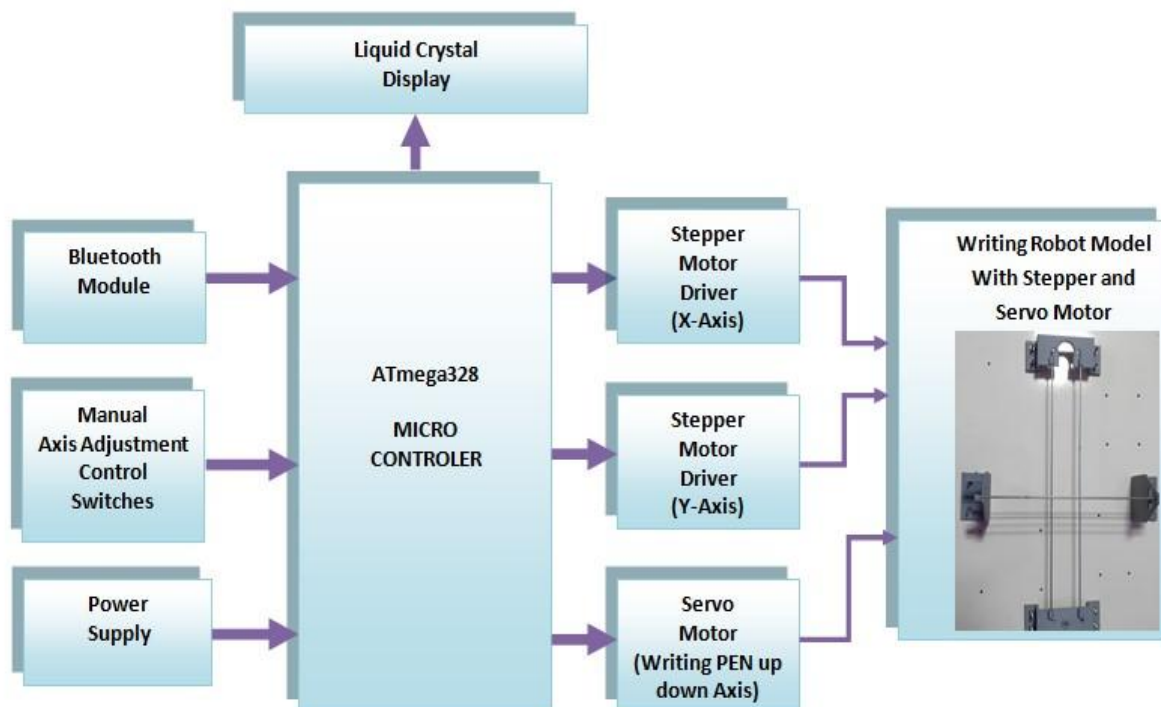 Liquid Crystal
Display
Bluetooth
Module
Manual
Axis Adjustment
Control
Switches
Power
Supply
ATmega328
MICRO
CONTROLER
Stepper
Motor
Driver
(X-Axis)
Stepper
Motor
Driver
(Y-Axis)
Servo
Motor
(Writing PEN up
down Axis)
Writing Robot Model
With Stepper and
Servo Motor